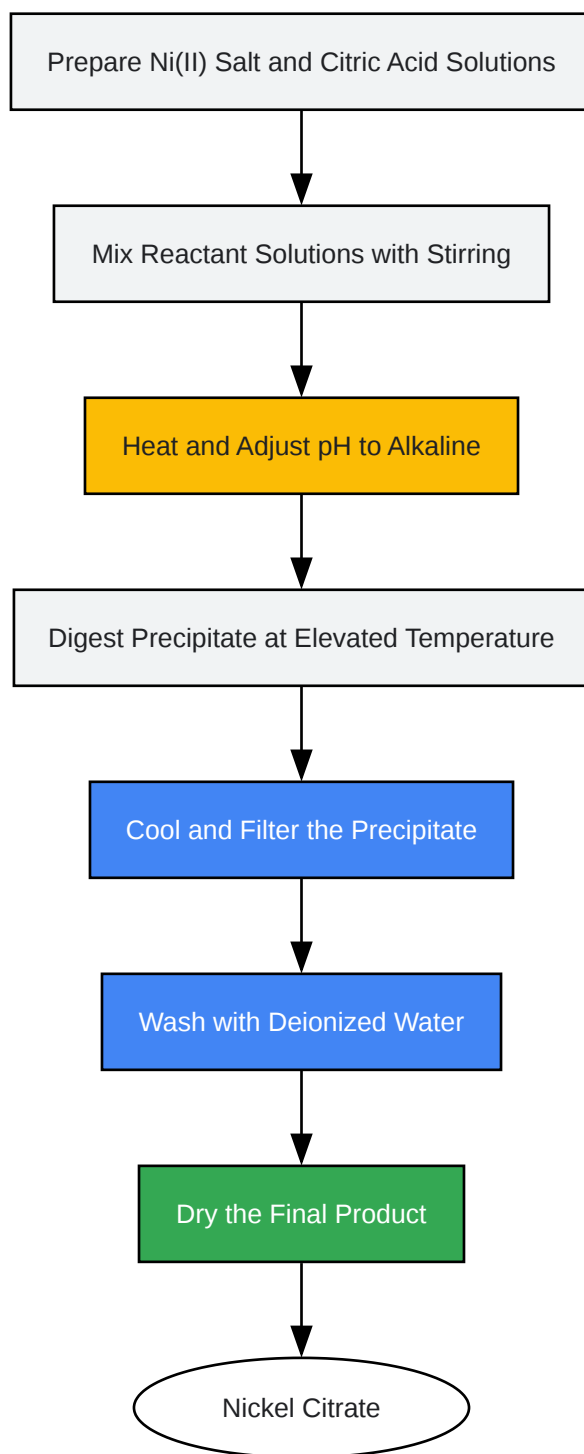 Prepare Ni(II) Salt and Citric Acid Solutions
Mix Reactant Solutions with Stirring
Heat and Adjust pH to Alkaline
Digest Precipitate at Elevated Temperature
Cool and Filter the Precipitate
Wash with Deionized Water
Dry the Final Product
Nickel Citrate